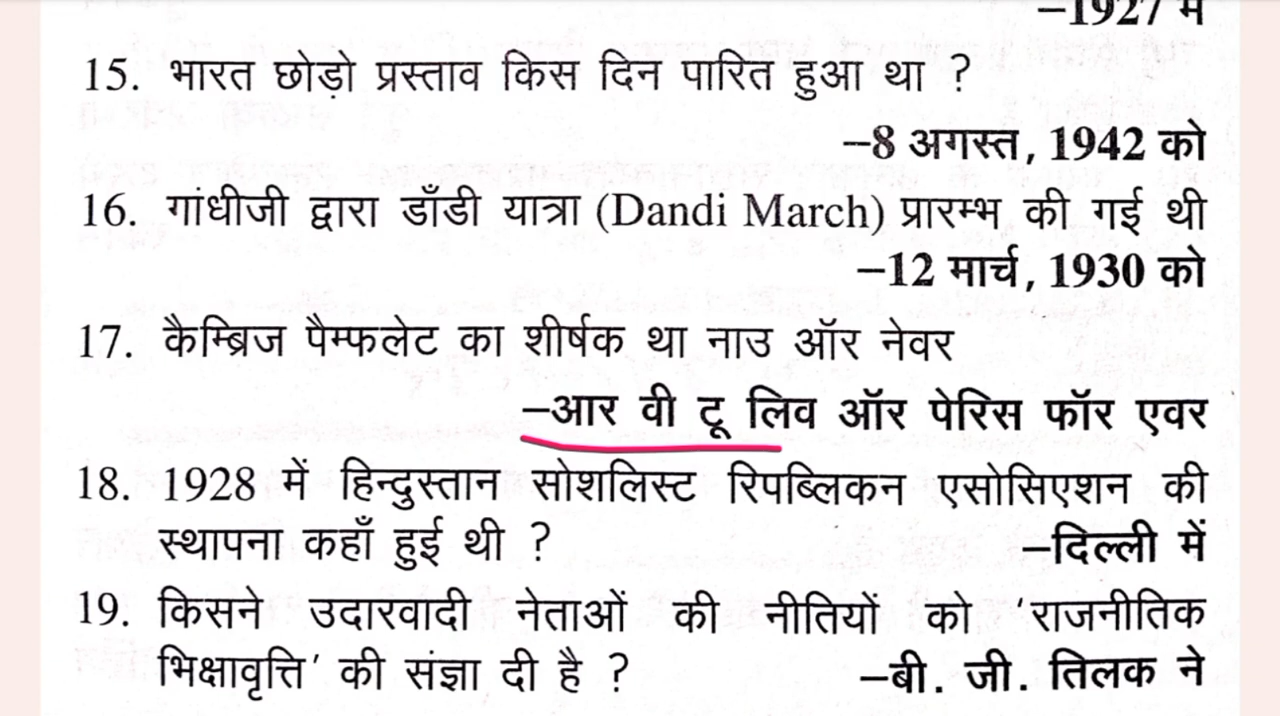 –1927 में
15. भारत छोड़ो प्रस्ताव किस दिन पारित हुआ था ?
–8 अगस्त, 1942 को
16. गांधीजी द्वारा डाँडी यात्रा (Dandi March) प्रारम्भ की गई थी
–12 मार्च, 1930 को
17. कैम्ब्रिज पैम्फलेट का शीर्षक था नाउ ऑर नेवर
–आर वी टू लिव ऑर पेरिस फॉर एवर
18. 1928 में हिन्दुस्तान सोशलिस्ट रिपब्लिकन एसोसिएशन की
स्थापना कहाँ हुई थी ?
–दिल्ली में
19. किसने उदारवादी नेताओं की नीतियों को ‘राजनीतिक
भिक्षावृत्ति’ की संज्ञा दी है ?
–बी. जी. तिलक ने